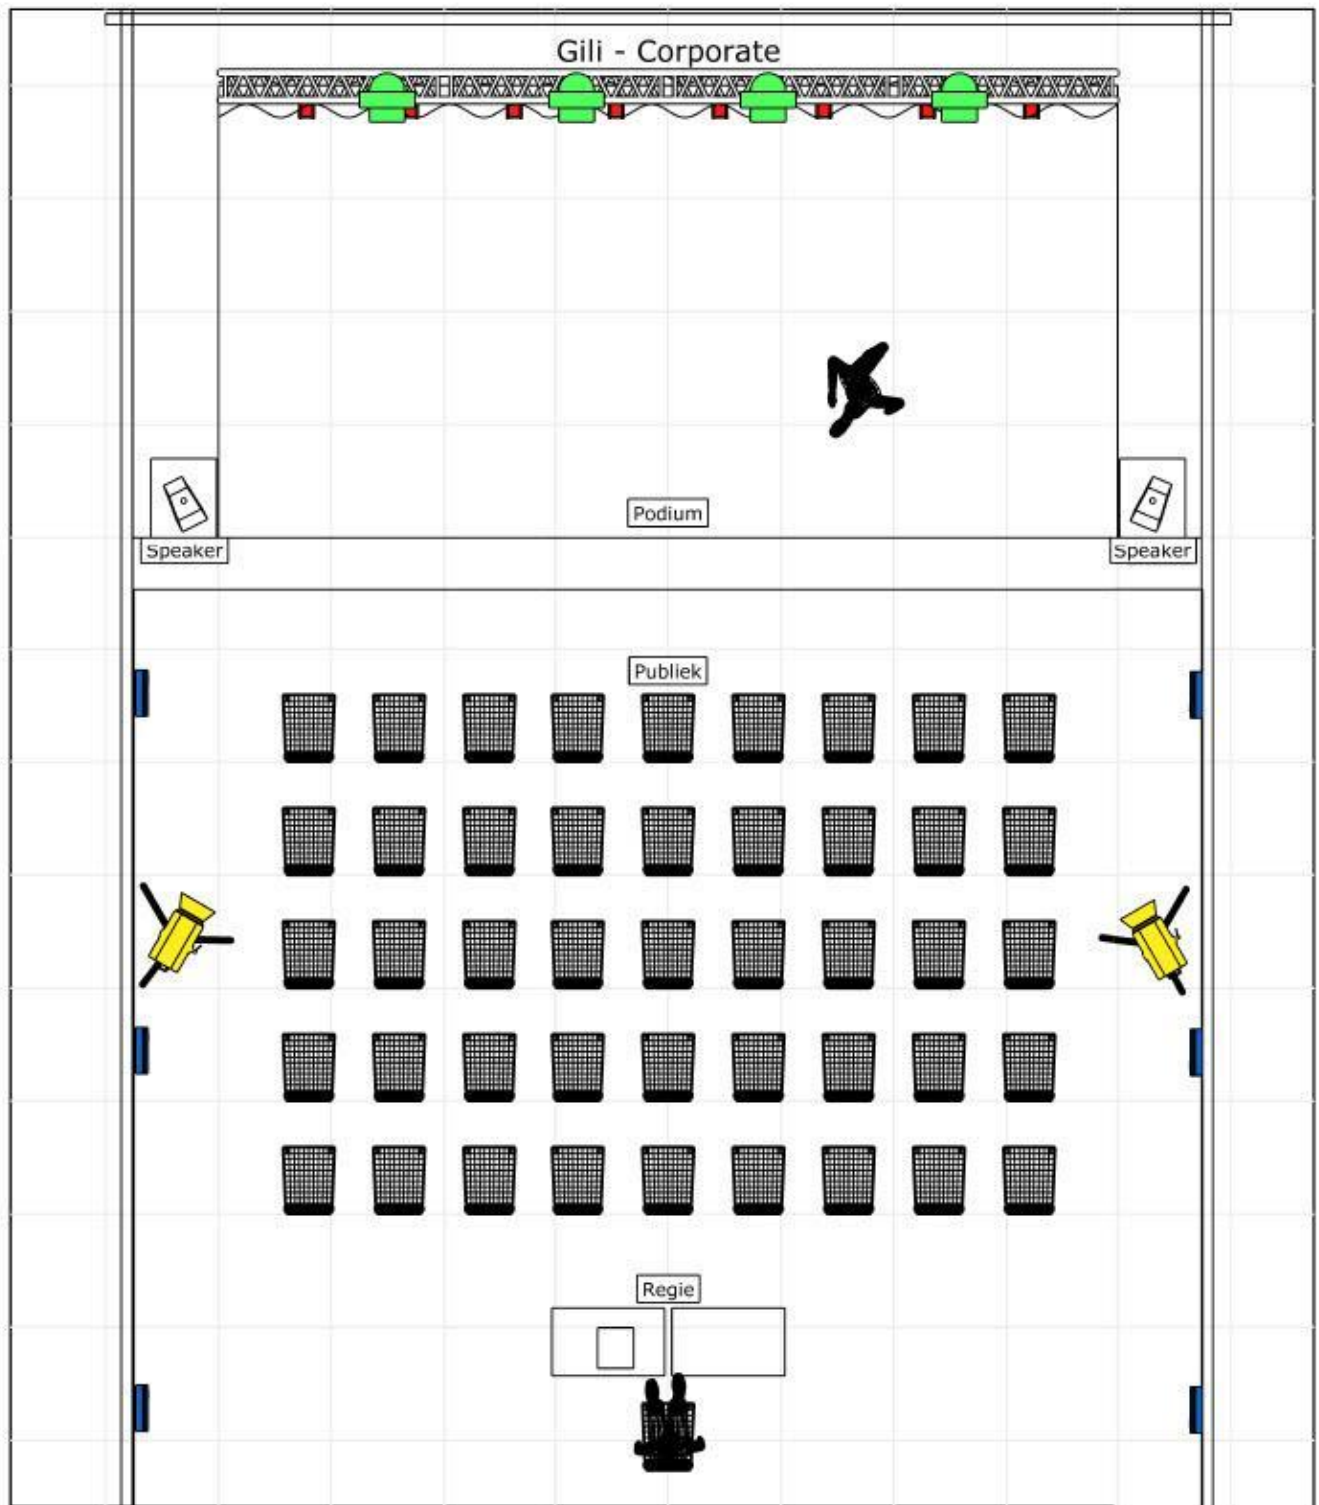 Gili - Corporate
Podium
Speaker
Speaker
Publiek
Regie